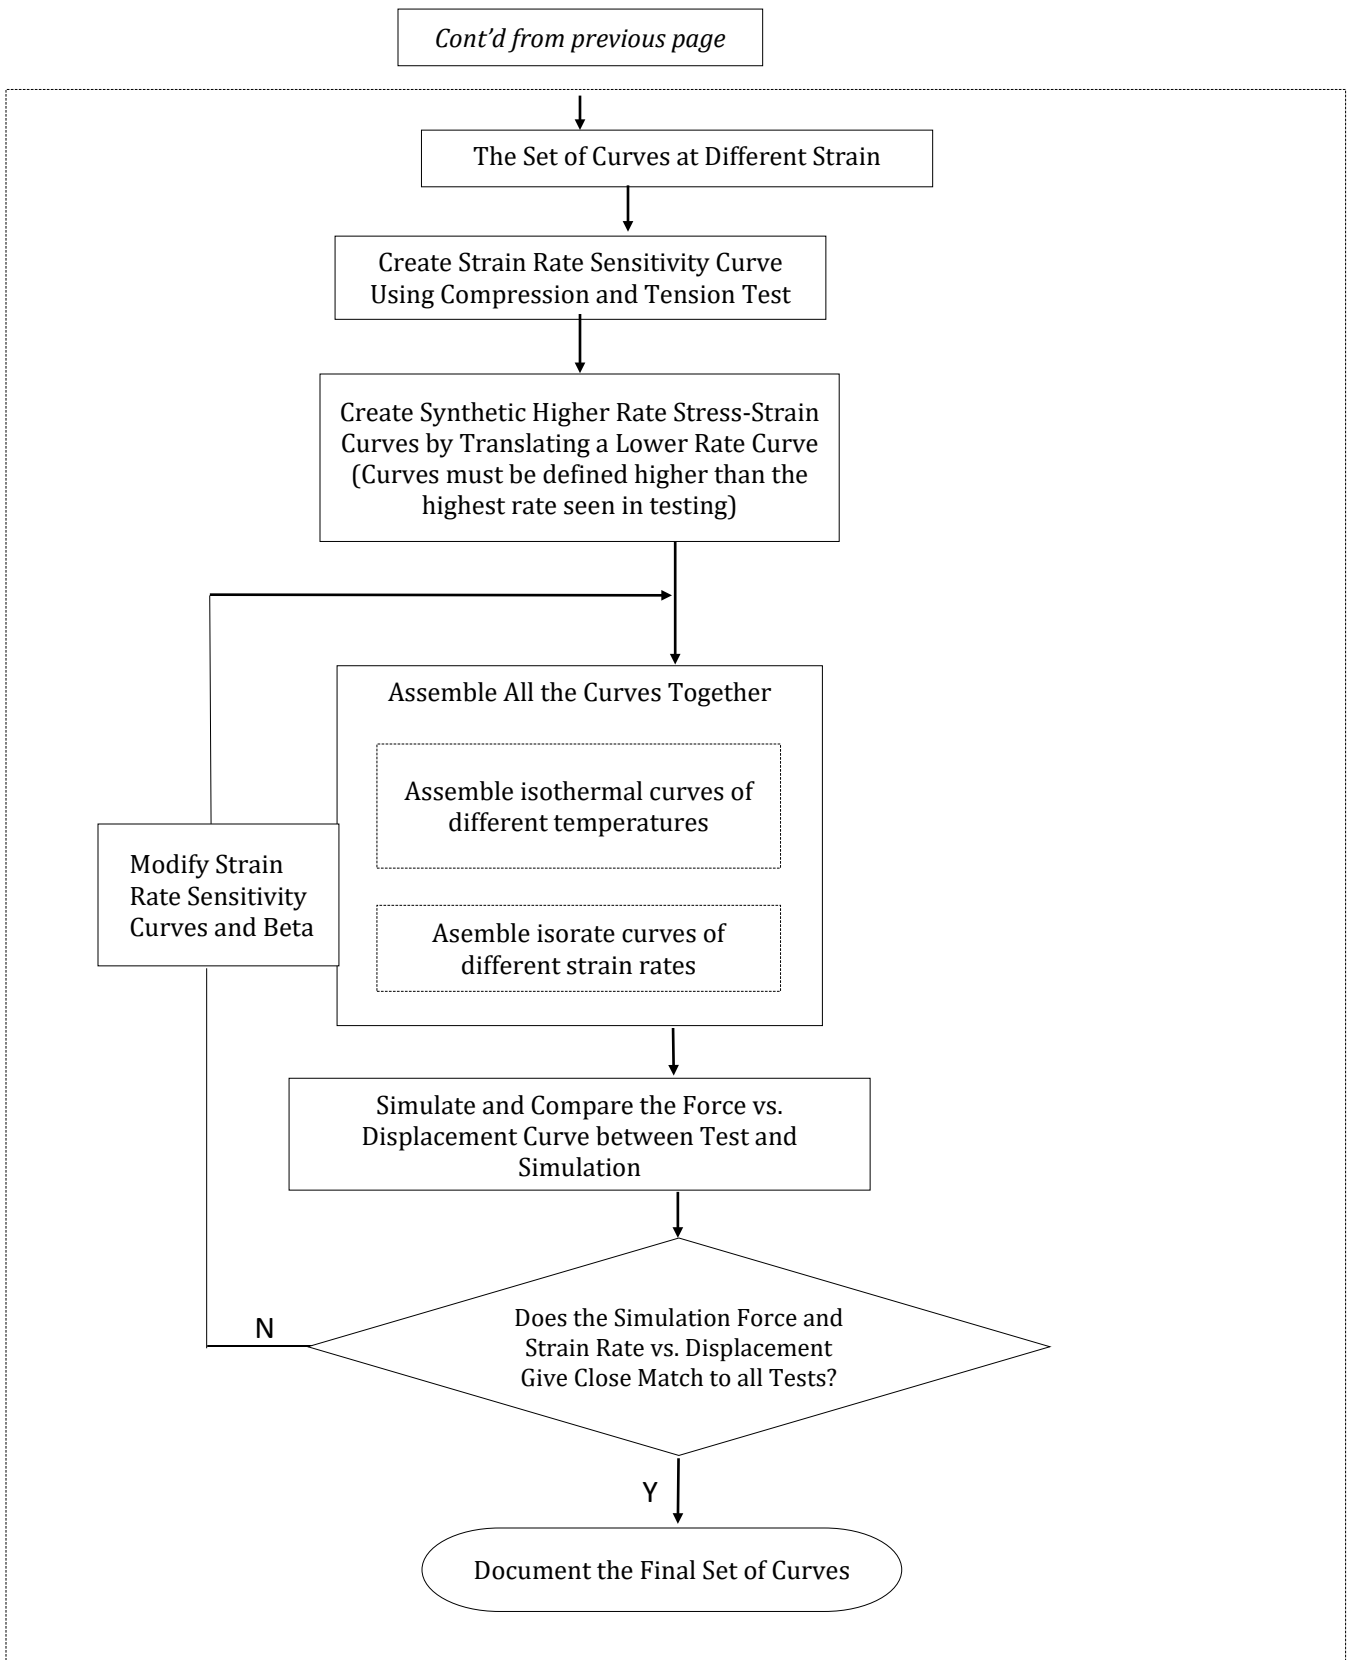 Cont’d from previous page
The Set of Curves at Different Strain
Create Strain Rate Sensitivity Curve
Using Compression and Tension Test
Create Synthetic Higher Rate Stress-Strain
Curves by Translating a Lower Rate Curve
(Curves must be defined higher than the
highest rate seen in testing)
Assemble All the Curves Together
Assemble isothermal curves of
different temperatures
Modify Strain
Rate Sensitivity
Curves and Beta
Asemble isorate curves of
different strain rates
Simulate and Compare the Force vs.
Displacement Curve between Test and
Simulation
Does the Simulation Force and
Strain Rate vs. Displacement
Give Close Match to all Tests?
N
Y
Document the Final Set of Curves